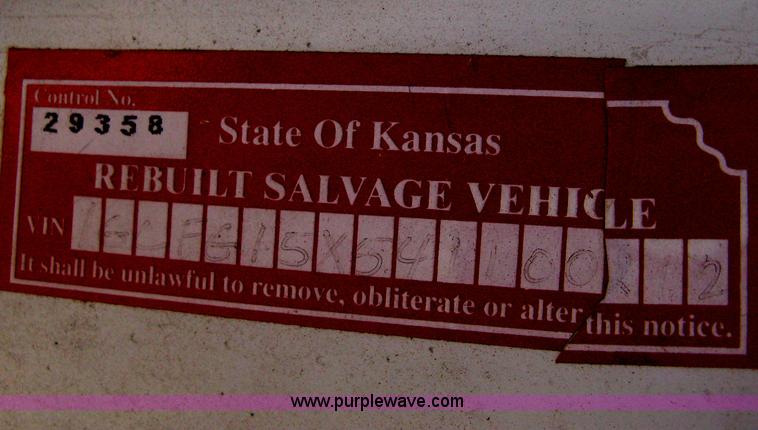 Control No.
29358
State Of Kansas
REBUILT SALVAGE VEHICLE
VIN
It shall be unlawful to remove, obliterate or alter this notice.
www.purplewave.com